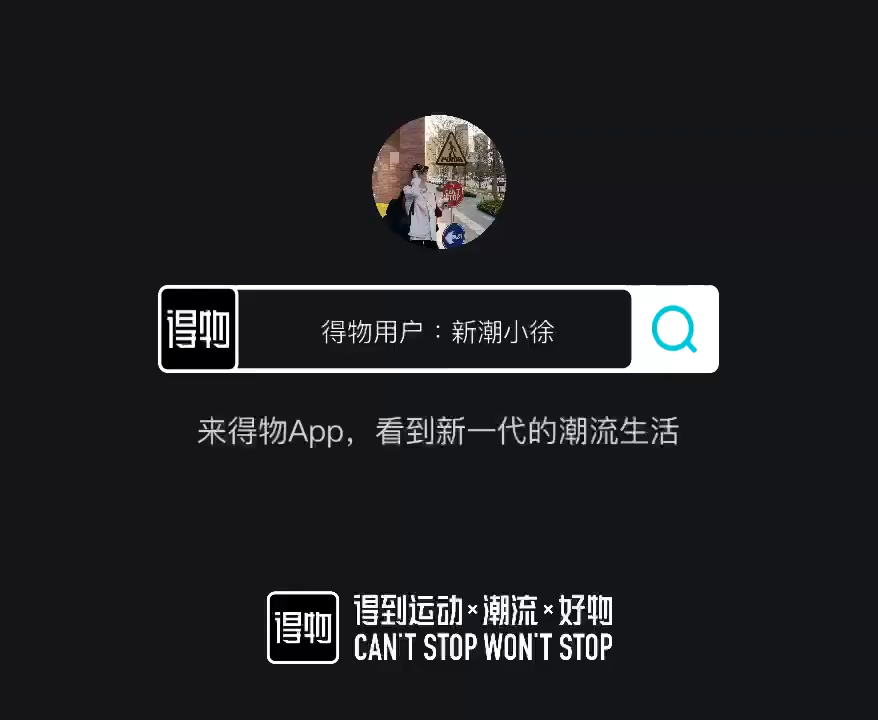 得物
得物用户：新潮小徐
来得物App，看到新一代的潮流生活
得物
得到运动×潮流×好物
CAN'T STOP WON'T STOP